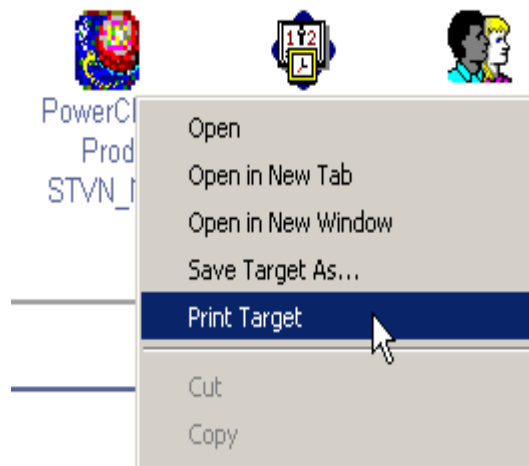 PowerCl
Prod
STVN_
Open
Open in New Tab
Open in New Window
Save Target As...
Print Target
Cut
Copy